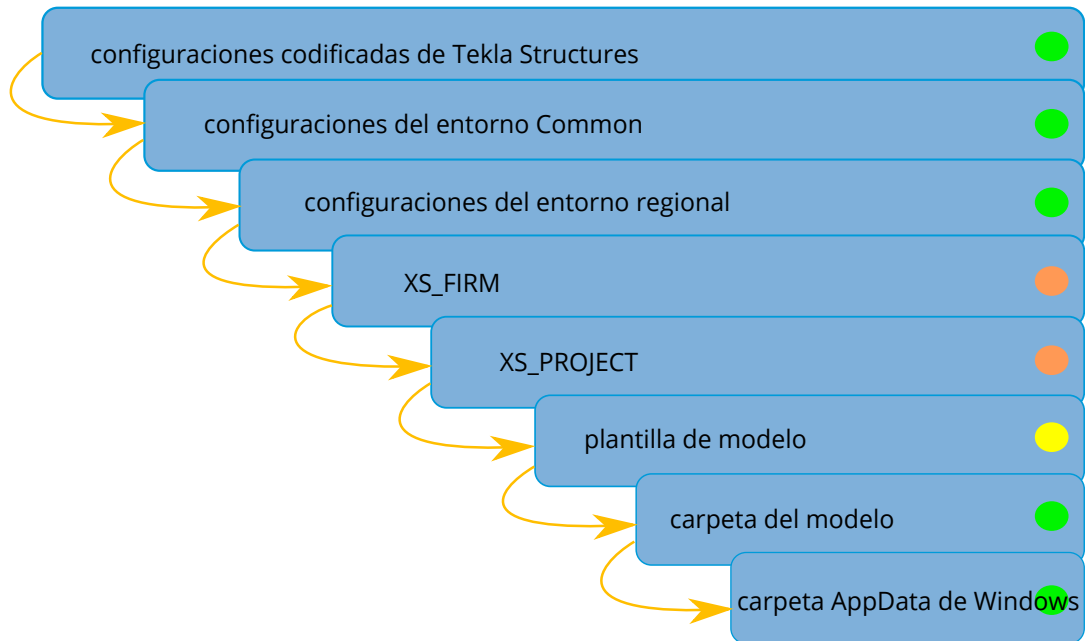 configuraciones codificadas de Tekla Structures
configuraciones del entorno Common
configuraciones del entorno regional
XS_FIRM
XS_PROJECT
plantilla de modelo
carpeta del modelo
carpeta AppData de Windows